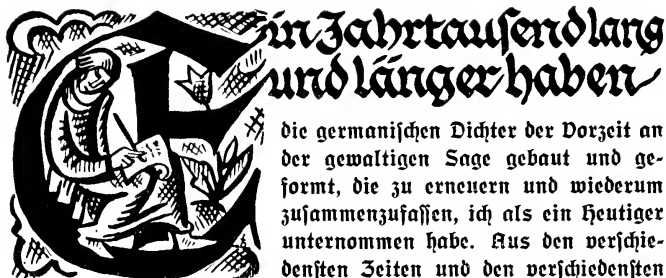 Ein Jahrtausend lang
und länger haben
die germaniſchen Dichter der Vorzeit an
der gewaltigen Sage gebaut und ge-
formt, die zu erneuern und wiederum
zuſammenzufaſſen, ich als ein Heutiger
unternommen habe. Aus den verſchie-
denſten Zeiten und den verſchiedenſten